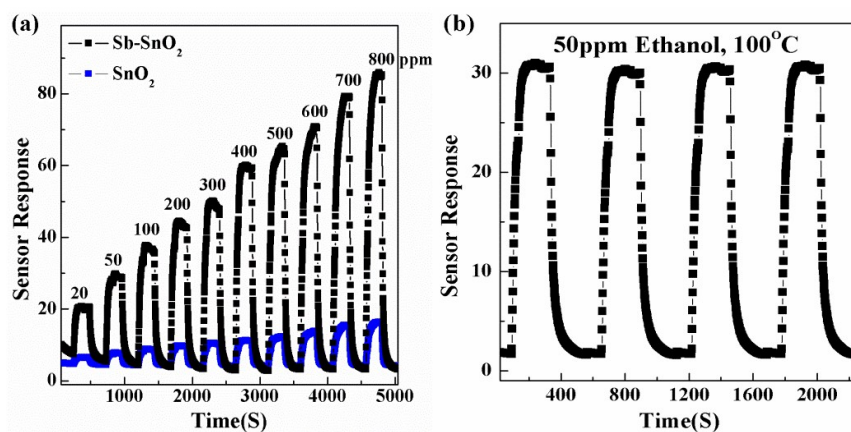 (a)
Sb-SnO₂
SnO₂
20
50
100
200
300
400
500
600
700
800 ppm
80
60
40
20
0
1000 2000 3000 4000 5000
Sensor Response
Time(S)
(b)
50ppm Ethanol, 100°C
30
20
10
0
400 800 1200 1600 2000
Sensor Response
Time(S)